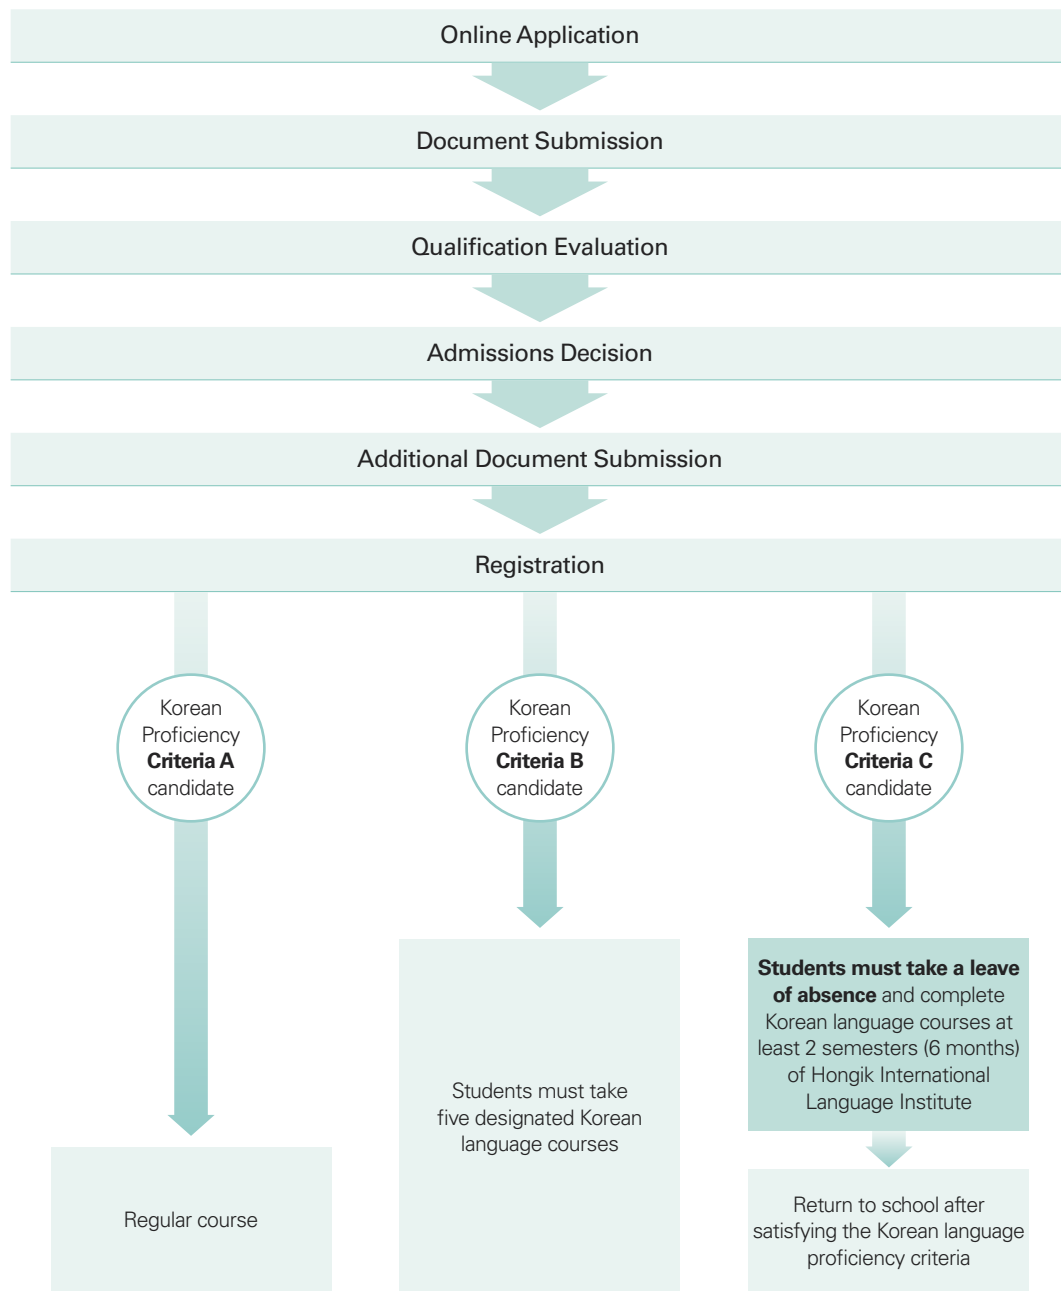 Online Application
Document Submission
Qualification Evaluation
Admissions Decision
Additional Document Submission
Registration
Korean
Proficiency
Criteria A
candidate
Regular course
Korean
Proficiency
Criteria B
candidate
Students must take
five designated Korean
language courses
Korean
Proficiency
Criteria C
candidate
Students must take a leave
of absence and complete
Korean language courses at
least 2 semesters (6 months)
of Hongik International
Language Institute
Return to school after
satisfying the Korean language
proficiency criteria